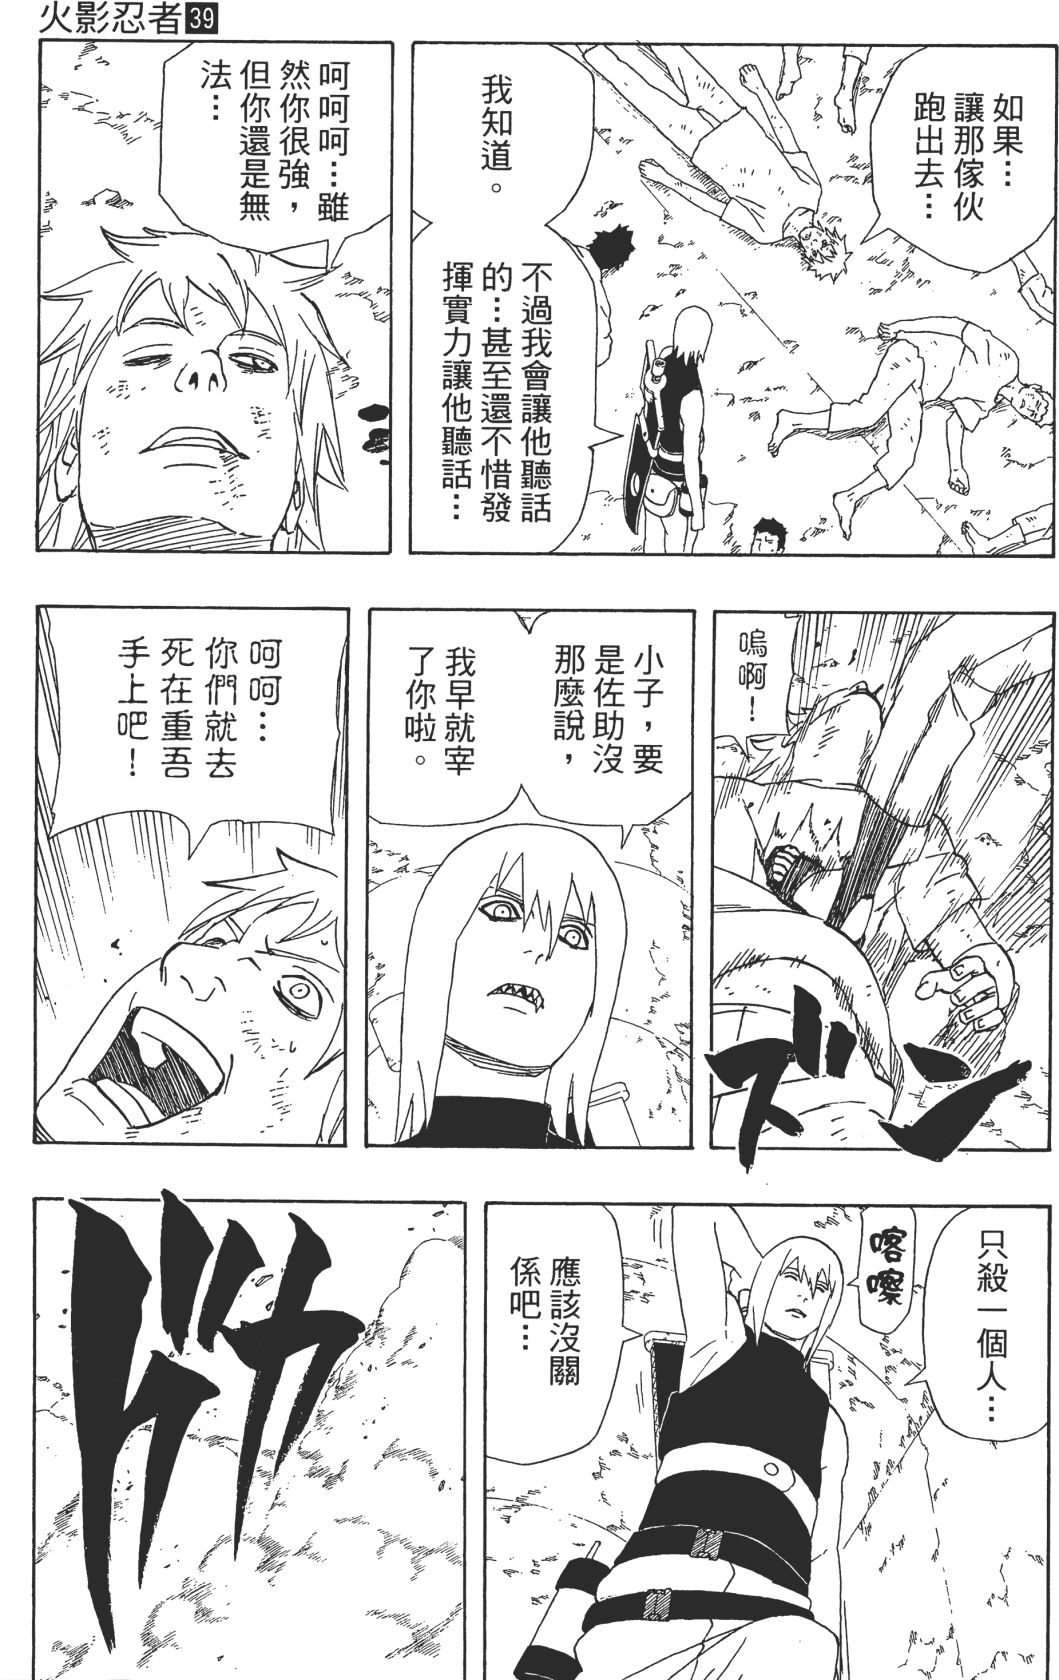 火影忍者39
如果…
讓那傢伙
跑出去…
我知道。
不過我會讓他聽話
的…甚至還不惜發
揮實力讓他聽話…
呵呵呵…雖
然你很強，
但你還是無
法…
嗚啊！
ズン
小子，要
是佐助沒
那麼說，
我早就宰
了你啦。
呵呵…
你們就去
死在重吾
手上吧！
只殺一個人…
喀嚓
應該沒關
係吧…
ドカ